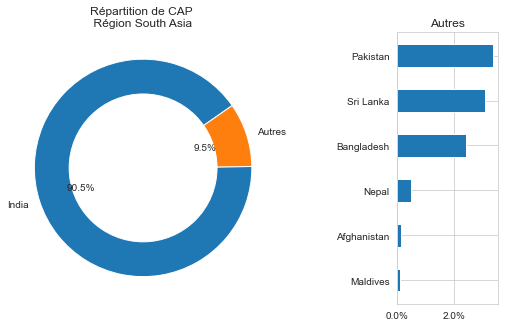 Répartition de CAP
Région South Asia
Autres
9.5%
90.5%
India
Autres
Pakistan
Sri Lanka
Bangladesh
Nepal
Afghanistan
Maldives
0.0%
2.0%